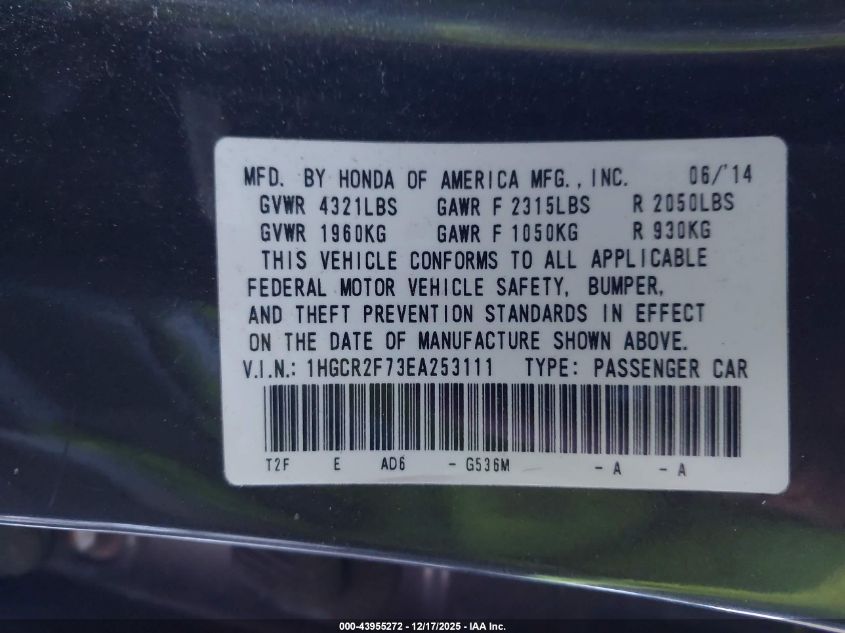 MFD. BY HONDA OF AMERICA MFG., INC. 06/'14
GVWR 4321LBS GAWR F 2315LBS R 2050LBS
GVWR 1960KG GAWR F 1050KG R 930KG
THIS VEHICLE CONFORMS TO ALL APPLICABLE
FEDERAL MOTOR VEHICLE SAFETY, BUMPER,
AND THEFT PREVENTION STANDARDS IN EFFECT
ON THE DATE OF MANUFACTURE SHOWN ABOVE.
V.I.N.: 1HGCR2F73EA253111 TYPE: PASSENGER CAR
T2F E AD6 - G536M - A - A
000-43955272 – 12/17/2025 – IAA Inc.